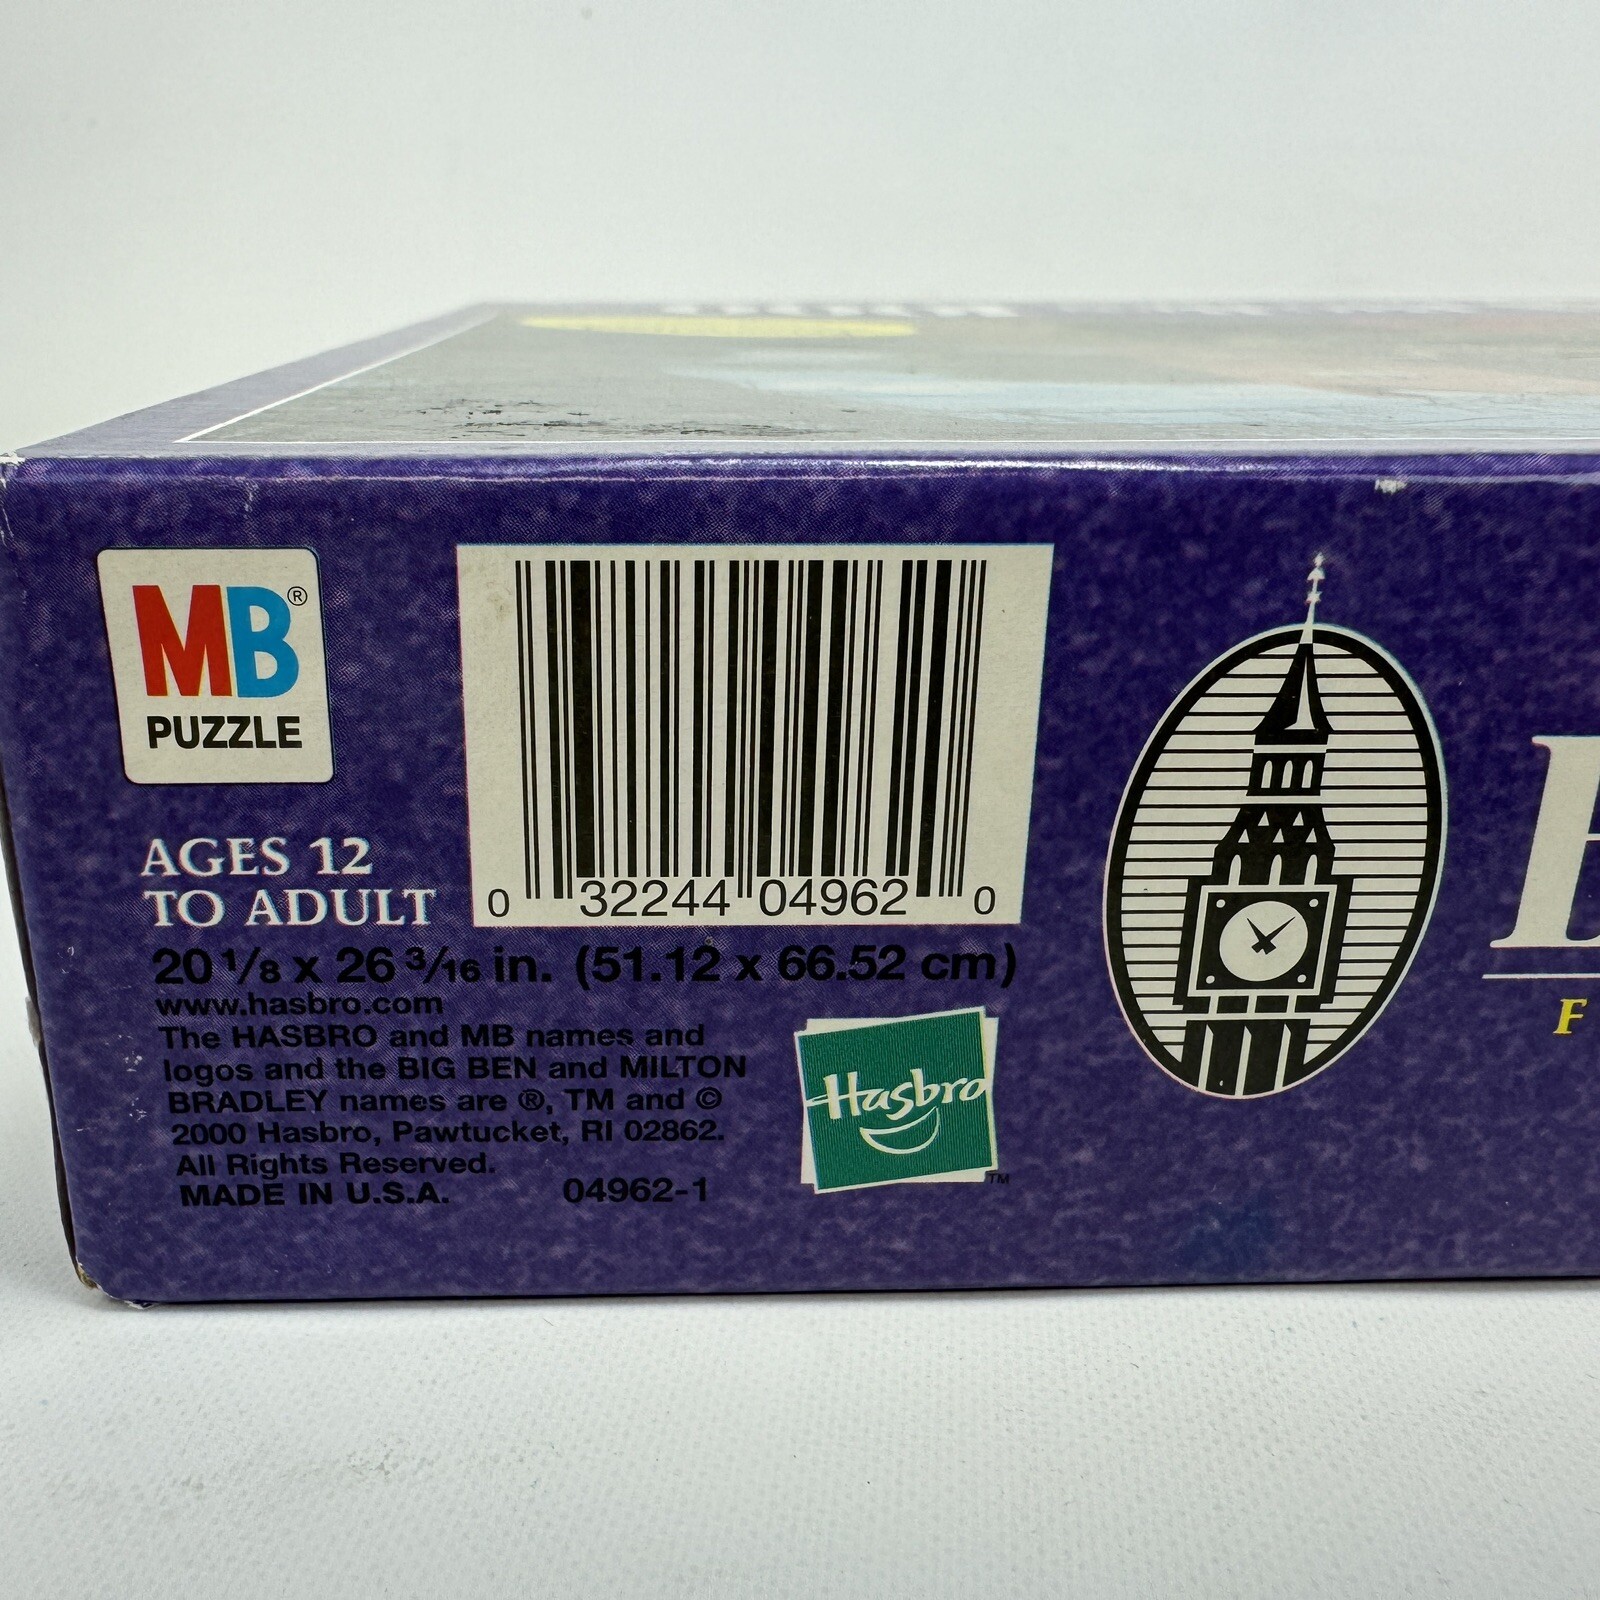 MB®
PUZZLE
AGES 12
TO ADULT
0 32244 04962 0
20 1/8 x 26 3/16 in. (51.12 x 66.52 cm)
www.hasbro.com
The HASBRO and MB names and
logos and the BIG BEN and MILTON
BRADLEY names are ®, TM and ©
2000 Hasbro, Pawtucket, RI 02862.
All Rights Reserved.
MADE IN U.S.A. 04962-1
Hasbro
TM
F